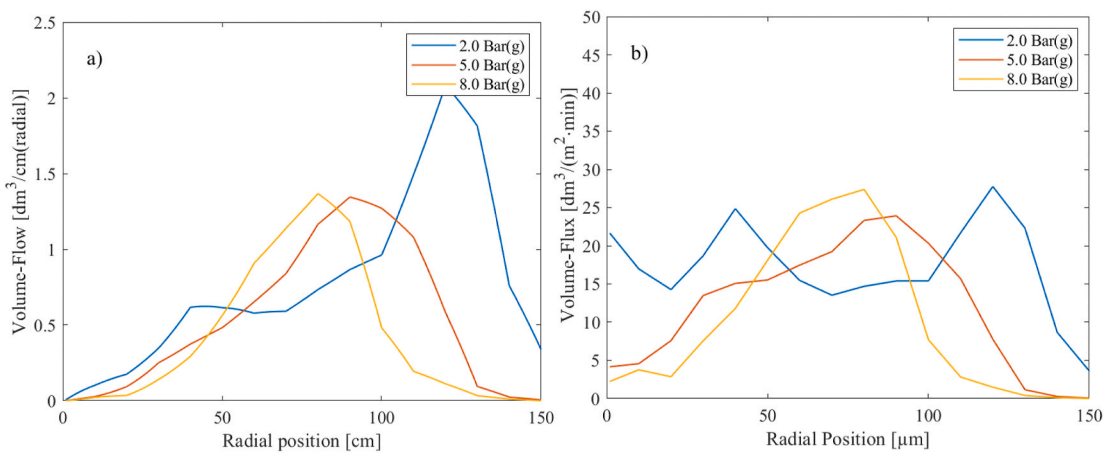 a)
2.0 Bar(g)
5.0 Bar(g)
8.0 Bar(g)
Volume-Flow [dm³/cm(radial)]
2.5
2
1.5
1
0.5
0
0
50
100
150
Radial position [cm]
b)
2.0 Bar(g)
5.0 Bar(g)
8.0 Bar(g)
Volume-Flux [dm³/(m²·min)]
50
45
40
35
30
25
20
15
10
5
0
0
50
100
150
Radial Position [µm]